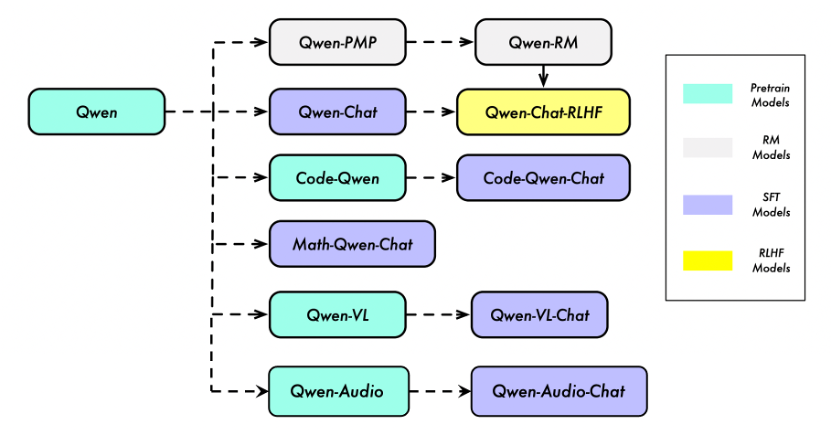 Qwen-PMP
Qwen-RM
Qwen
Qwen-Chat
Qwen-Chat-RLHF
Code-Qwen
Code-Qwen-Chat
Math-Qwen-Chat
Qwen-VL
Qwen-VL-Chat
Qwen-Audio
Qwen-Audio-Chat
Pretrain
Models
RM
Models
SFT
Models
RLHF
Models